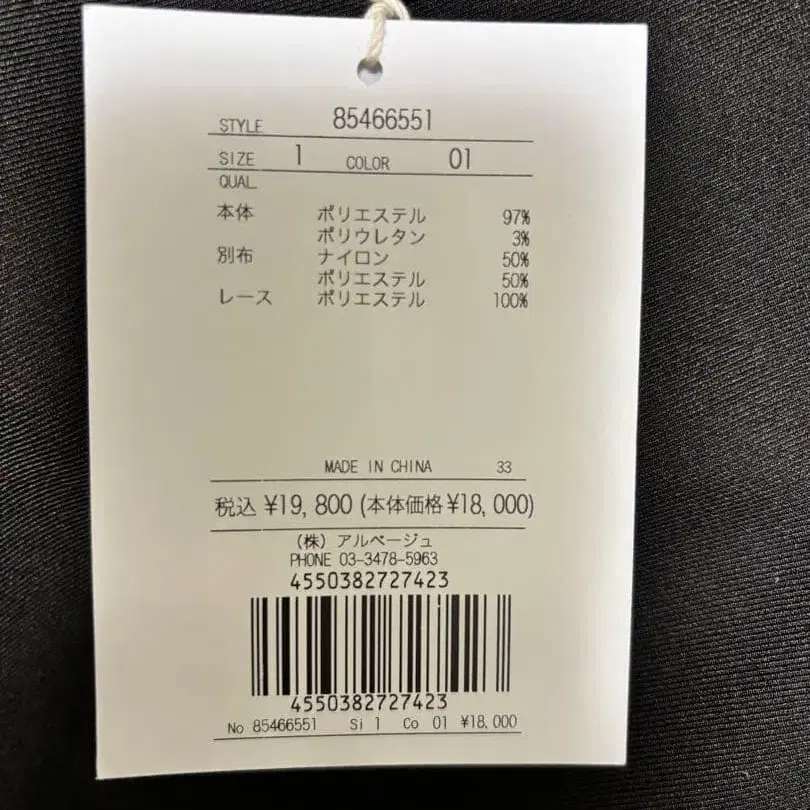 STYLE 85466551
SIZE 1 COLOR 01
QUAL
本体 ポリエステル 97%
ポリウレタン 3%
別布 ナイロン 50%
ポリエステル 50%
レース ポリエステル 100%
MADE IN CHINA 33
税込 ¥19,800 (本体価格¥18,000)
(株) アルページュ
PHONE 03-3478-5963
4550382727423
4550382727423
No 85466551 Si 1 Co 01 ¥18,000